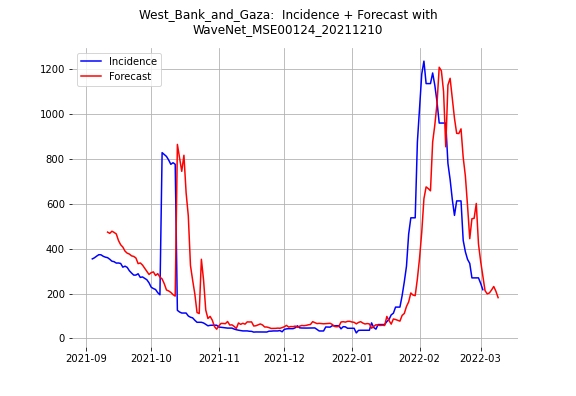 West_Bank_and_Gaza:  Incidence + Forecast with
WaveNet_MSE00124_20211210
Incidence
Forecast
1200
1000
800
600
400
200
0
2021-09 2021-10 2021-11 2021-12 2022-01 2022-02 2022-03